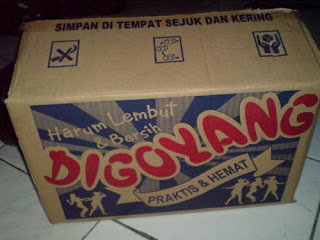 SIMPAN DI TEMPAT SEJUK DAN KERING
Harum Lembut
& Bersih
DIGOYANG
PRAKTIS & HEMAT